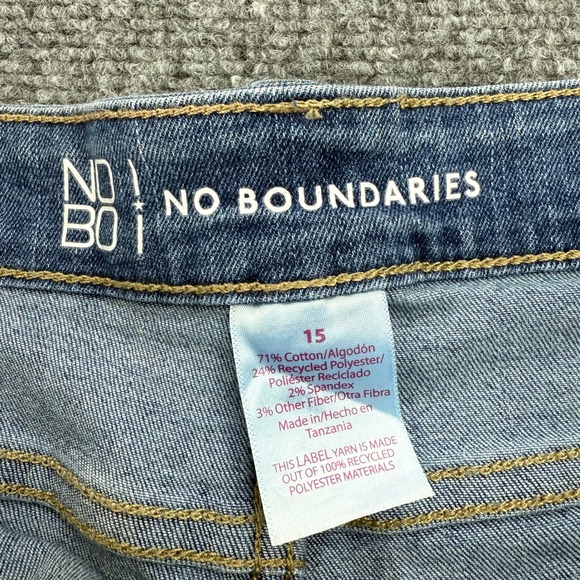 NO
BO
NO BOUNDARIES
15
71% Cotton/Algodón
24% Recycled Polyester/
Poliéster Reciclado
2% Spandex
3% Other Fiber/Otra Fibra
Made in/Hecho en
Tanzania
THIS LABEL YARN IS MADE
OUT OF 100% RECYCLED
POLYESTER MATERIALS